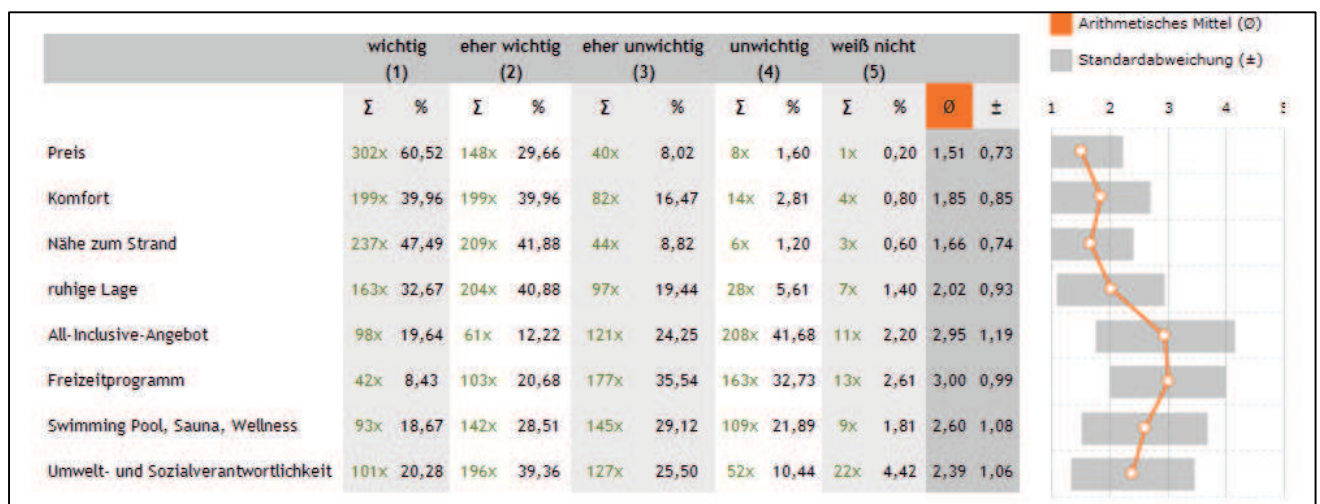 Arithmetisches Mittel (Ø)
Standardabweichung (±)
wichtig eher wichtig eher unwichtig unwichtig weiß nicht
(1) (2) (3) (4) (5)
Σ % Σ % Σ % Σ % Σ % Ø ±
1 2 3 4 5
Preis 302x 60,52 148x 29,66 40x 8,02 8x 1,60 1x 0,20 1,51 0,73
Komfort 199x 39,96 199x 39,96 82x 16,47 14x 2,81 4x 0,80 1,85 0,85
Nähe zum Strand 237x 47,49 209x 41,88 44x 8,82 6x 1,20 3x 0,60 1,66 0,74
ruhige Lage 163x 32,67 204x 40,88 97x 19,44 28x 5,61 7x 1,40 2,02 0,93
All-Inclusive-Angebot 98x 19,64 61x 12,22 121x 24,25 208x 41,68 11x 2,20 2,95 1,19
Freizeitprogramm 42x 8,43 103x 20,68 177x 35,54 163x 32,73 13x 2,61 3,00 0,99
Swimming Pool, Sauna, Wellness 93x 18,67 142x 28,51 145x 29,12 109x 21,89 9x 1,81 2,60 1,08
Umwelt- und Sozialverantwortlichkeit 101x 20,28 196x 39,36 127x 25,50 52x 10,44 22x 4,42 2,39 1,06